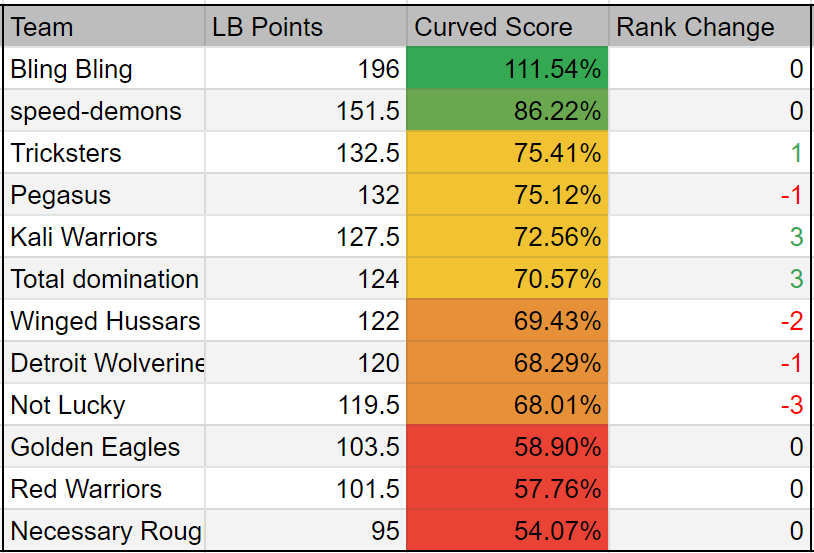 Team LB Points Curved Score Rank Change
Bling Bling 196 111.54% 0
speed-demons 151.5 86.22% 0
Tricksters 132.5 75.41% 1
Pegasus 132 75.12% -1
Kali Warriors 127.5 72.56% 3
Total domination 124 70.57% 3
Winged Hussars 122 69.43% -2
Detroit Wolverine 120 68.29% -1
Not Lucky 119.5 68.01% -3
Golden Eagles 103.5 58.90% 0
Red Warriors 101.5 57.76% 0
Necessary Roug 95 54.07% 0